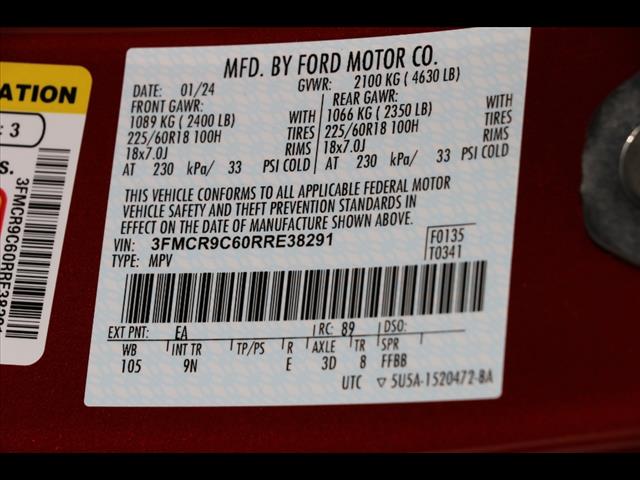 MFD. BY FORD MOTOR CO.
DATE: 01/24 GVWR: 2100 KG (4630 LB)
FRONT GAWR: REAR GAWR:
1089 KG (2400 LB) WITH 1066 KG (2350 LB) WITH
225/60R18 100H TIRES 225/60R18 100H TIRES
18x7.0J RIMS 18x7.0J RIMS
AT 230 kPa/ 33 PSI COLD AT 230 kPa/ 33 PSI COLD
THIS VEHICLE CONFORMS TO ALL APPLICABLE FEDERAL MOTOR
VEHICLE SAFETY AND THEFT PREVENTION STANDARDS IN
EFFECT ON THE DATE OF MANUFACTURE SHOWN ABOVE.
VIN: 3FMCR9C60RRE38291 F0135
TYPE: MPV T0341
EXT PNT: EA RC: 89 DSO:
WB INT TR TP/PS R AXLE TR SPR
105 9N E 3D 8 FFBB
UTC ▽ 5U5A-1520472-BA
ATION
: 3
s.
3FMCR9C60RRE38291